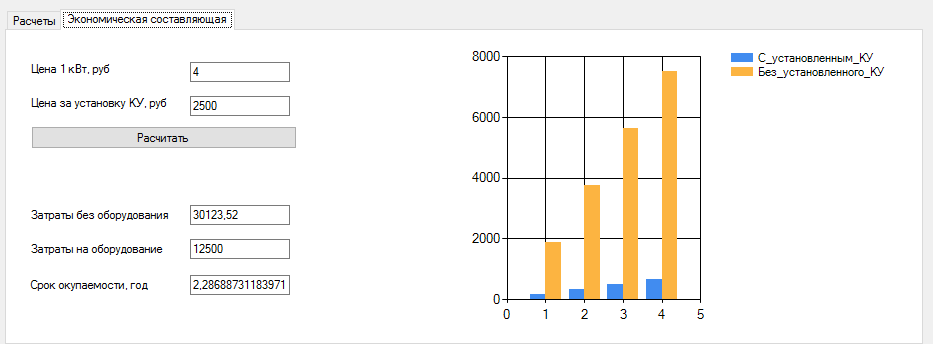 Расчеты
Экономическая составляющая
Цена 1 кВт, руб
4
Цена за установку КУ, руб
2500
Расчитать
Затраты без оборудования
30123,52
Затраты на оборудование
12500
Срок окупаемости, год
2,28688731183971
8000
6000
4000
2000
0
0 1 2 3 4 5
С_установленным_КУ
Без_установленного_КУ